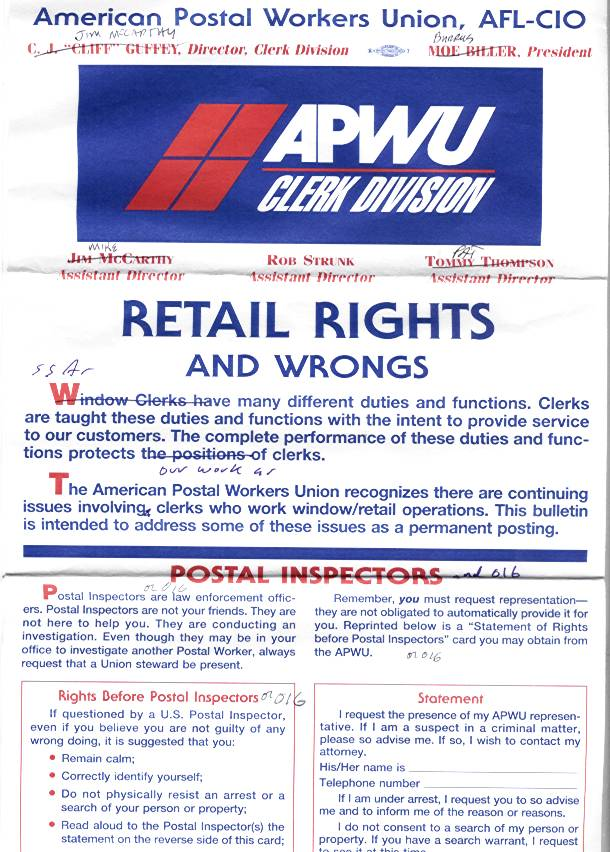 American Postal Workers Union, AFL-CIO
Jim McCarthy
Burrus
C. J. "CLIFF" GUFFEY, Director, Clerk Division
MOE BILLER, President
APWU
CLERK DIVISION
MIKE
PAT
JIM MCCARTHY
ROB STRUNK
TOMMY THOMPSON
Assistant Director
Assistant Director
Assistant Director
RETAIL RIGHTS
AND WRONGS
SSAr
Window Clerks have many different duties and functions. Clerks
are taught these duties and functions with the intent to provide service
to our customers. The complete performance of these duties and func-
tions protects the positions of clerks.
our work ar
The American Postal Workers Union recognizes there are continuing
issues involving clerks who work window/retail operations. This bulletin
is intended to address some of these issues as a permanent posting.
POSTAL INSPECTORS and OIG
or OIG
Postal Inspectors are law enforcement offic-
ers. Postal Inspectors are not your friends. They are
not here to help you. They are conducting an
investigation. Even though they may be in your
office to investigate another Postal Worker, always
request that a Union steward be present.
Remember, you must request representation—
they are not obligated to automatically provide it for
you. Reprinted below is a "Statement of Rights
before Postal Inspectors" card you may obtain from
the APWU.
or OIG
Rights Before Postal Inspectors or OIG
If questioned by a U.S. Postal Inspector,
even if you believe you are not guilty of any
wrong doing, it is suggested that you:
• Remain calm;
• Correctly identify yourself;
• Do not physically resist an arrest or a
search of your person or property;
• Read aloud to the Postal Inspector(s) the
statement on the reverse side of this card;
Statement
I request the presence of my APWU represen-
tative. If I am a suspect in a criminal matter,
please so advise me. If so, I wish to contact my
attorney.
His/Her name is
Telephone number
If I am under arrest, I request you to so advise
me and to inform me of the reason or reasons.
I do not consent to a search of my person or
property. If you have a search warrant, I request
to see it at this time